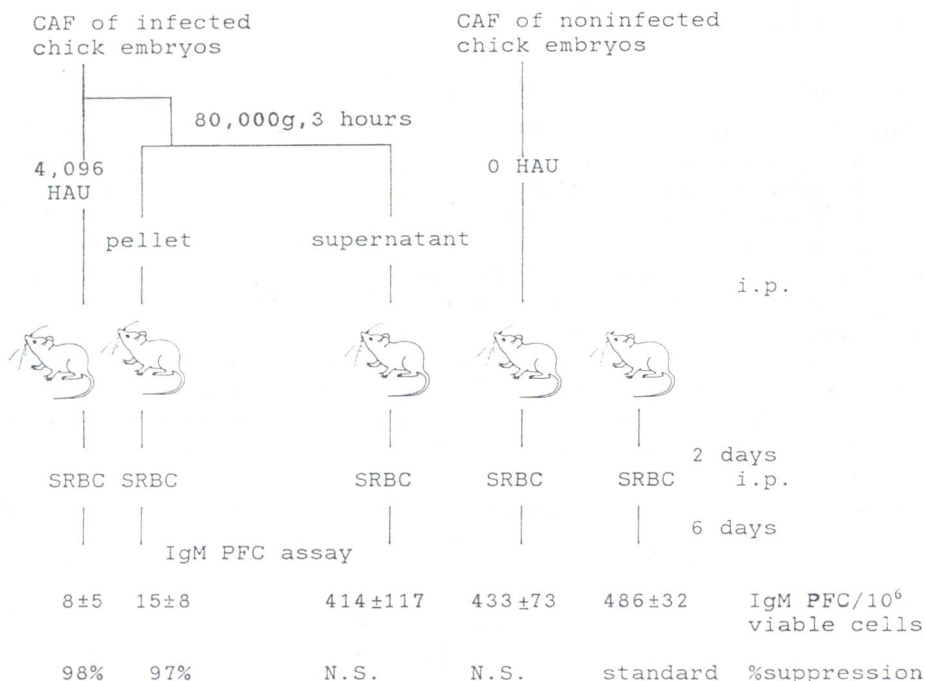 CAF of infected
chick embryos
CAF of noninfected
chick embryos
80,000g,3 hours
4,096
HAU
0 HAU
pellet
supernatant
i.p.
2 days
SRBC SRBC SRBC SRBC SRBC i.p.
6 days
IgM PFC assay
8±5 15±8 414±117 433±73 486±32 IgM PFC/10⁶
viable cells
98% 97% N.S. N.S. standard %suppression